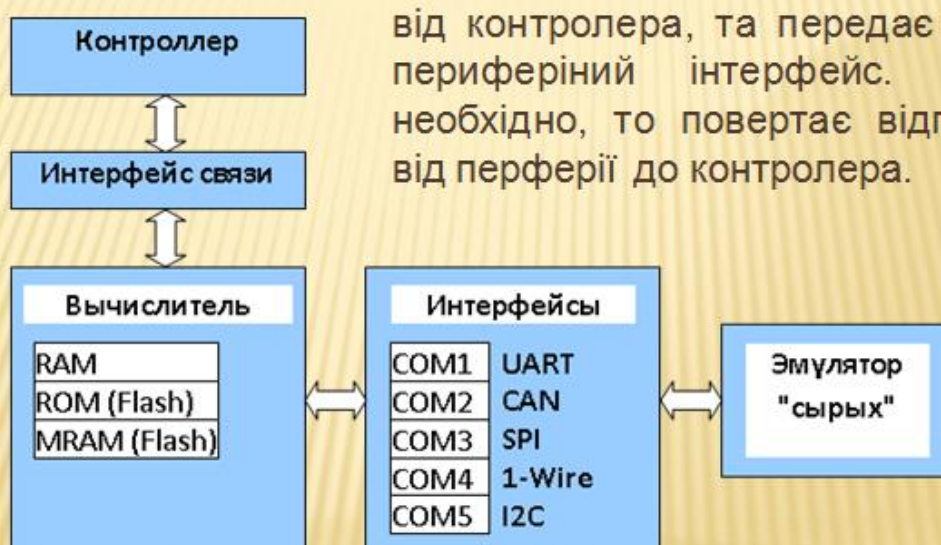 від контролера, та передає
периферіний інтерфейс.
необхідно, то повертає
від перферії до контролера.
Контроллер
Интерфейс связи
Вычислитель
RAM
ROM (Flash)
MRAM (Flash)
Интерфейсы
COM1 UART
COM2 CAN
COM3 SPI
COM4 1-Wire
COM5 I2C
Эмулятор
"сырых"